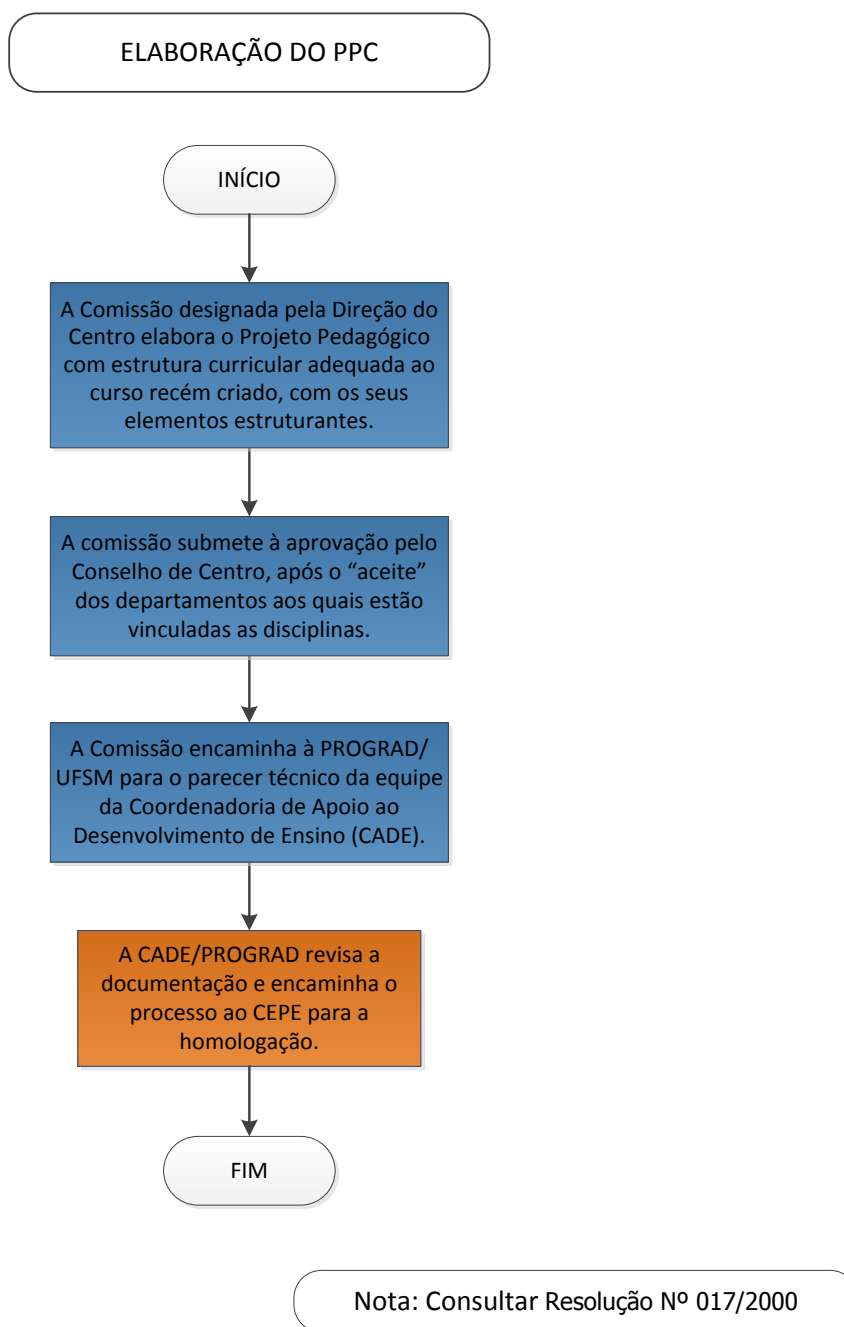 ELABORAÇÃO DO PPC
INÍCIO
A Comissão designada pela Direção do
Centro elabora o Projeto Pedagógico
com estrutura curricular adequada ao
curso recém criado, com os seus
elementos estruturantes.
A comissão submete à aprovação pelo
Conselho de Centro, após o “aceite”
dos departamentos aos quais estão
vinculadas as disciplinas.
A Comissão encaminha à PROGRAD/
UFSM para o parecer técnico da equipe
da Coordenadoria de Apoio ao
Desenvolvimento de Ensino (CADE).
A CADE/PROGRAD revisa a
documentação e encaminha o
processo ao CEPE para a
homologação.
FIM
Nota: Consultar Resolução Nº 017/2000